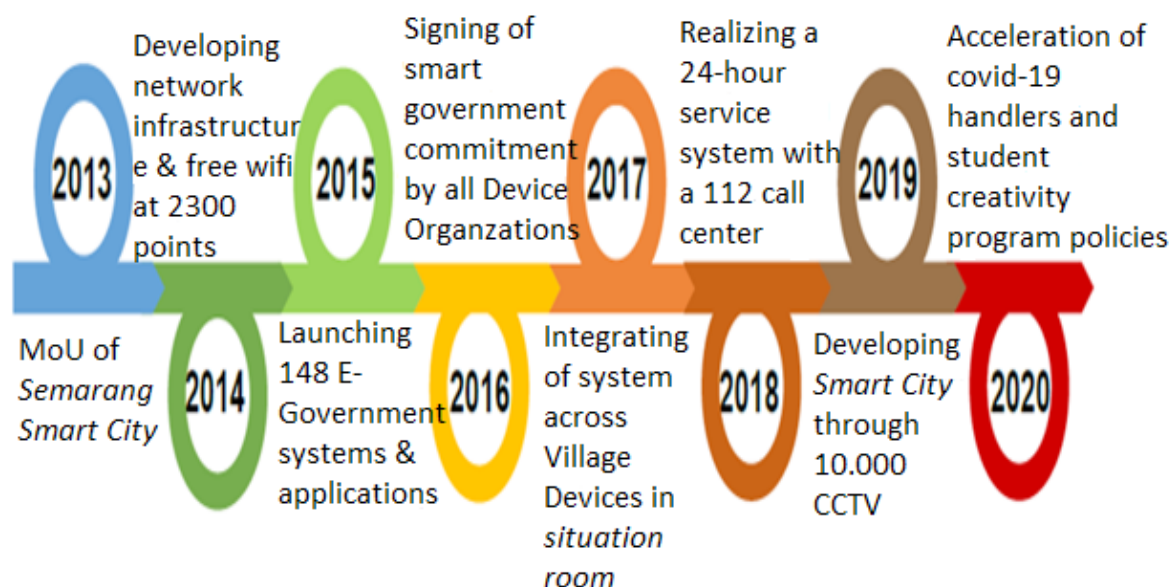 2013
MoU of
Semarang
Smart City
Developing
network
infrastructur
e & free wifi
at 2300
points
2014
2015
Launching
148 E-
Government
systems &
applications
Signing of
smart
government
commitment
by all Device
Organzations
2016
2017
Integrating
of system
across
Village
Devices in
situation
room
Realizing a
24-hour
service
system with
a 112 call
center
2018
2019
Developing
Smart City
through
10.000
CCTV
Acceleration of
covid-19
handlers and
student
creativity
program policies
2020